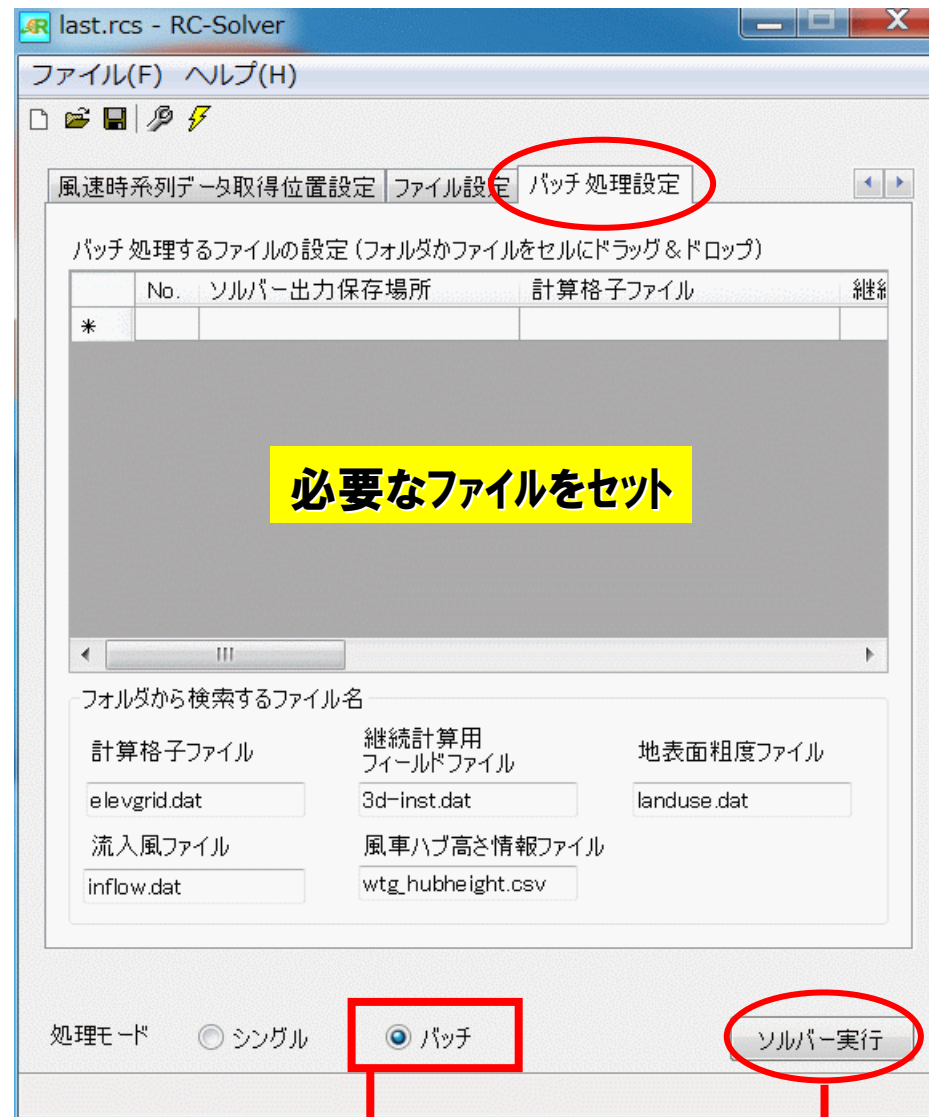 last.rcs - RC-Solver
ファイル(F) ヘルプ(H)
風速時系列データ取得位置設定 ファイル設定 バッチ処理設定
バッチ処理するファイルの設定（フォルダかファイルをセルにドラッグ＆ドロップ）
No. ソルバー出力保存場所 計算格子ファイル 継続
*
必要なファイルをセット
フォルダから検索するファイル名
計算格子ファイル 継続計算用 地表面粗度ファイル
フィールドファイル
elevgrid.dat 3d-inst.dat landuse.dat
流入風ファイル 風車ハブ高さ情報ファイル
inflow.dat wtg_hubheight.csv
処理モード シングル バッチ ソルバー実行